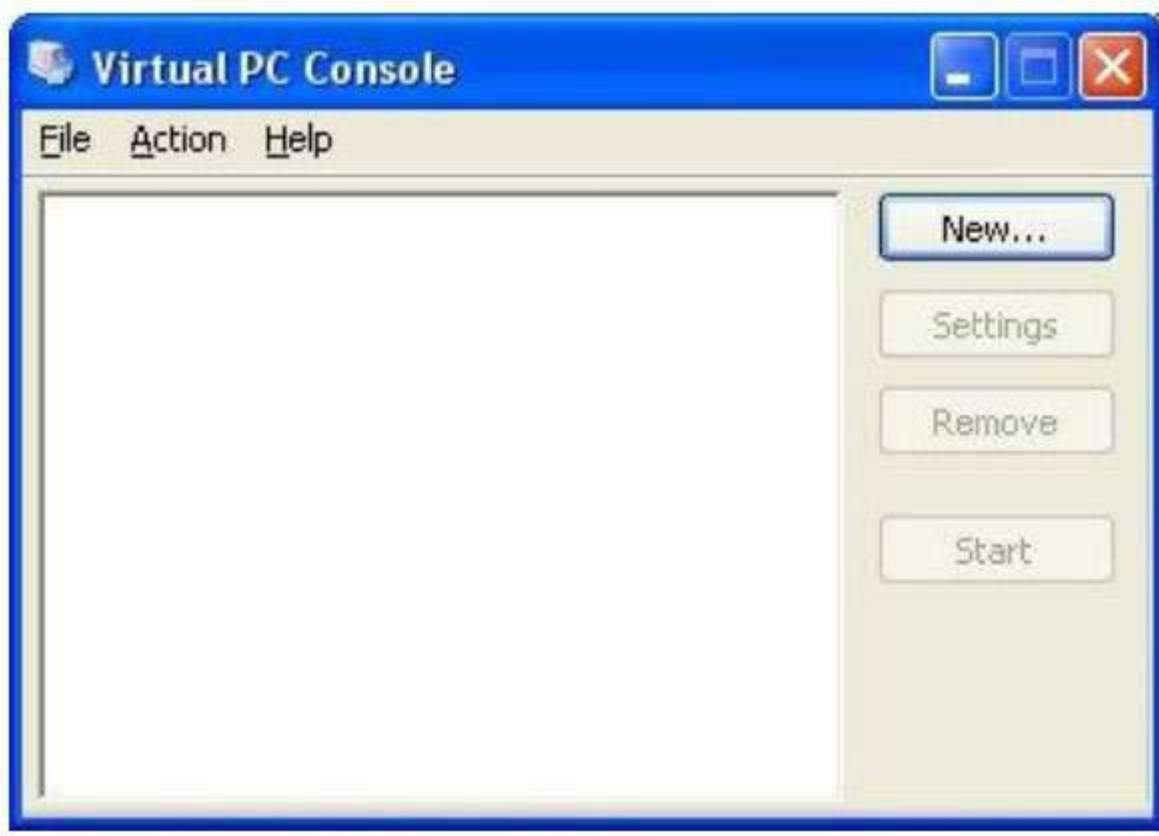 Virtual PC Console
File Action Help
New...
Settings
Remove
Start